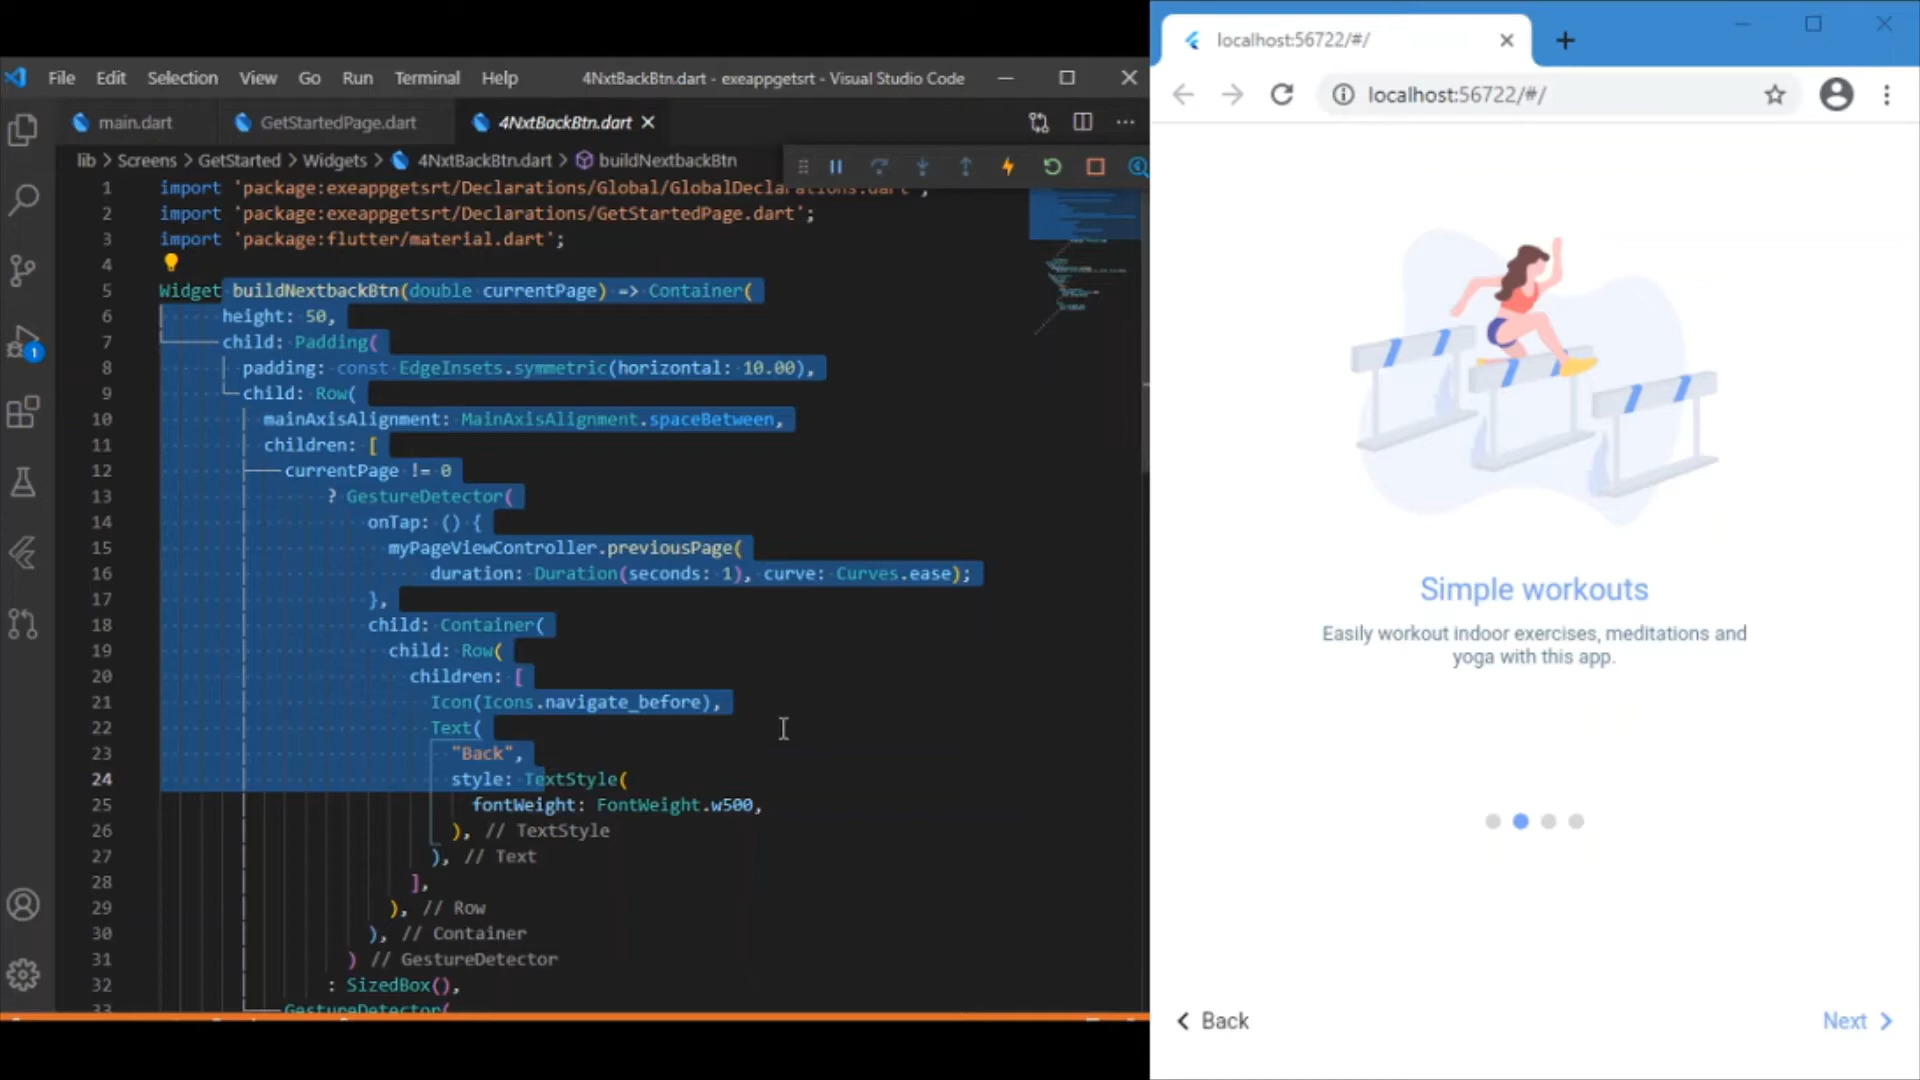 File Edit Selection View Go Run Terminal Help 4NxtBackBtn.dart - exeappgetsrt - Visual Studio Code
main.dart GetStartedPage.dart 4NxtBackBtn.dart
lib > Screens > GetStarted > Widgets > 4NxtBackBtn.dart > buildNextbackBtn
1 import 'package:exeappgetsrt/Declarations/Global/GlobalDeclarations.dart';
2 import 'package:exeappgetsrt/Declarations/GetStartedPage.dart';
3 import 'package:flutter/material.dart';
4
5 Widget buildNextbackBtn(double currentPage) => Container(
6 height: 50,
7 child: Padding(
8 padding: const EdgeInsets.symmetric(horizontal: 10.00),
9 child: Row(
10 mainAxisAlignment: MainAxisAlignment.spaceBetween,
11 children: [
12 currentPage != 0
13 ? GestureDetector(
14 onTap: () {
15 myPageViewController.previousPage(
16 duration: Duration(seconds: 1), curve: Curves.ease);
17 },
18 child: Container(
19 child: Row(
20 children: [
21 Icon(Icons.navigate_before),
22 Text(
23 "Back",
24 style: TextStyle(
25 fontWeight: FontWeight.w500,
26 ), // TextStyle
27 ), // Text
28 ],
29 ), // Row
30 ), // Container
31 ) // GestureDetector
32 : SizedBox(),
33 GestureDetector(
1
localhost:56722/#/
localhost:56722/#/
Simple workouts
Easily workout indoor exercises, meditations and
yoga with this app.
Back
Next